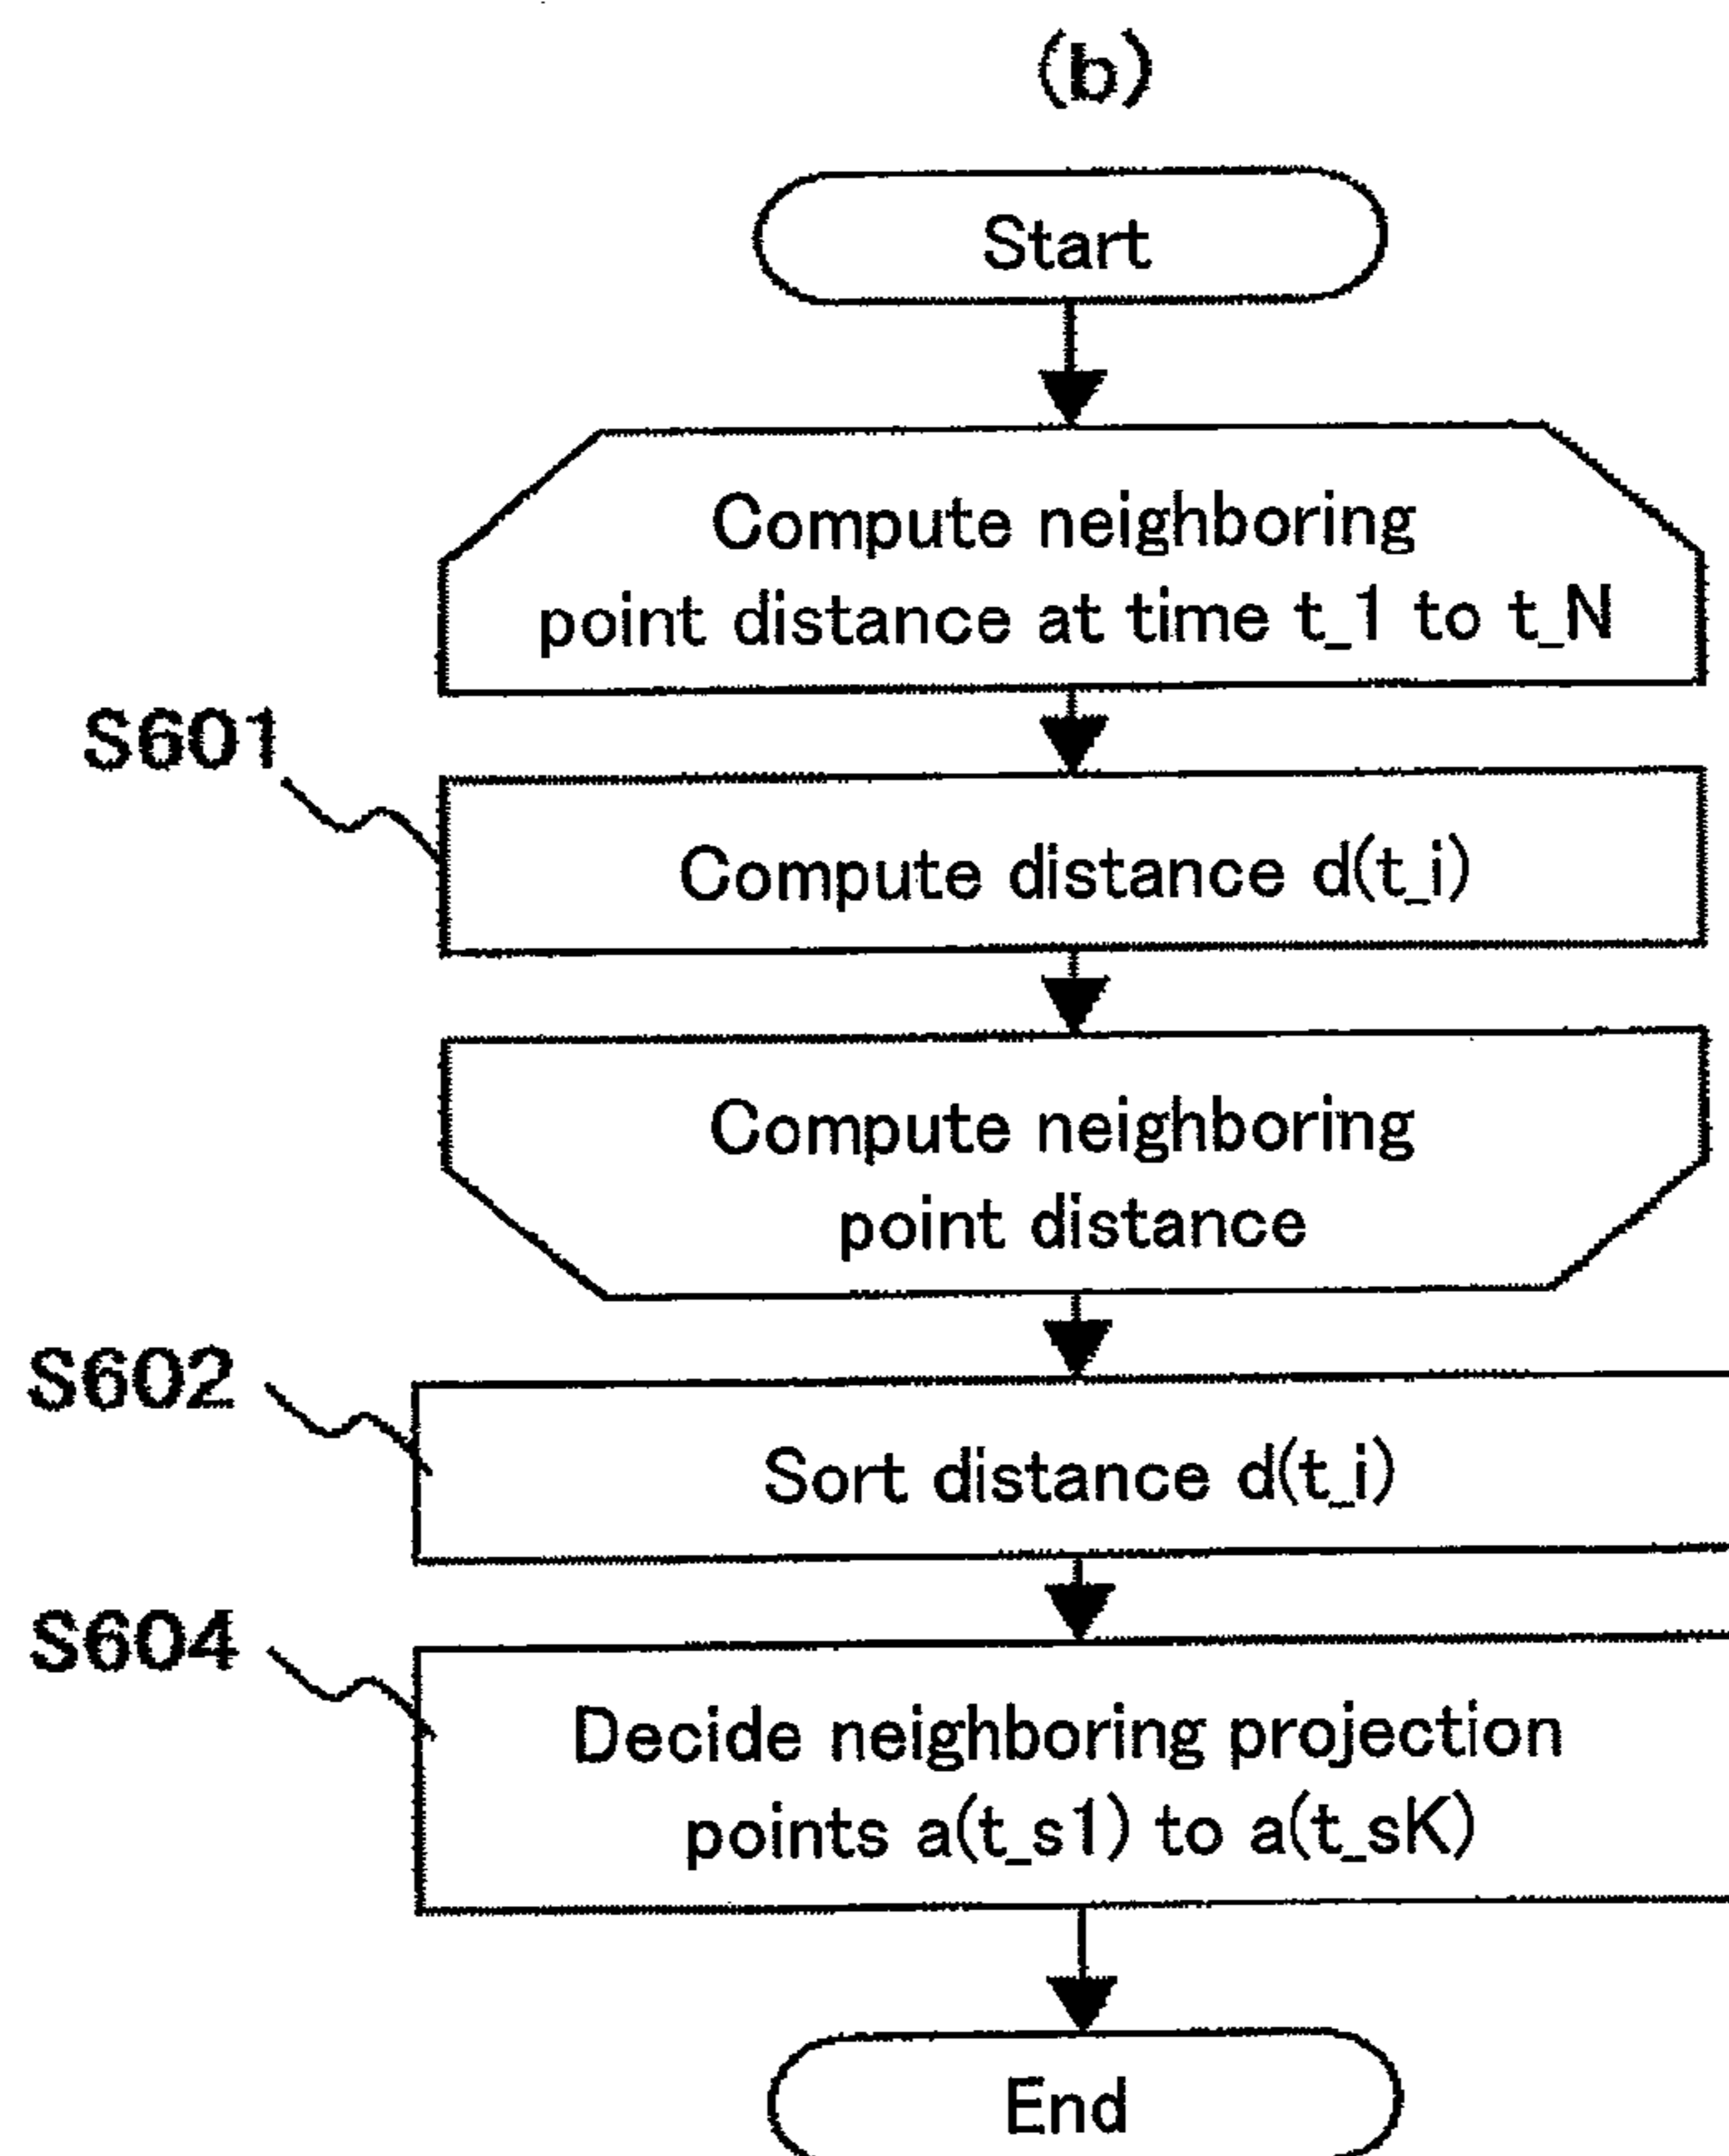 (b)
Start
Compute neighboring
point distance at time t_1 to t_N
S601
Compute distance d(t_i)
Compute neighboring
point distance
S602
Sort distance d(t_i)
S604
Decide neighboring projection
points a(t_s1) to a(t_sK)
End